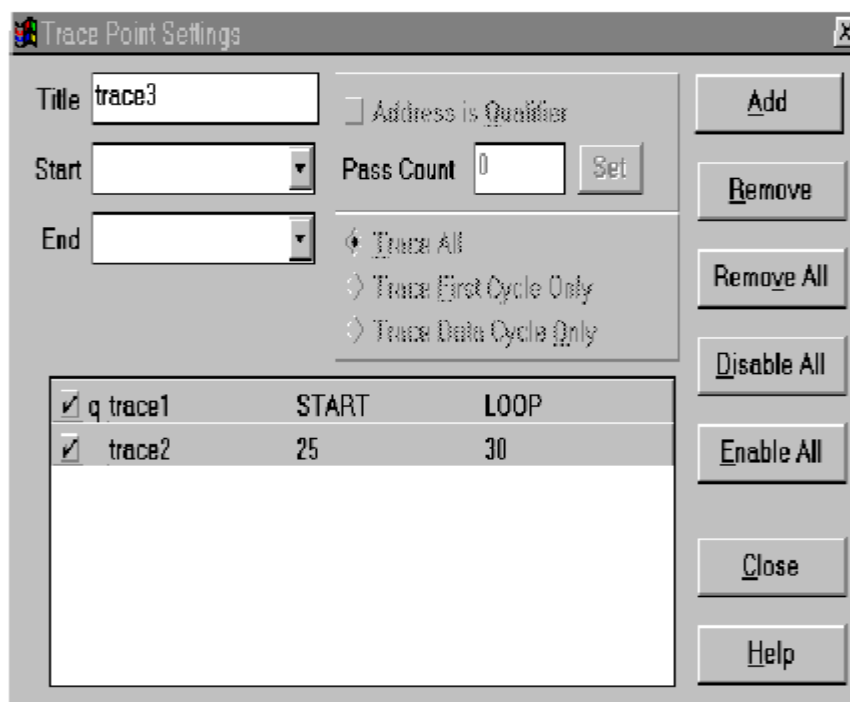 Trace Point Settings
Title trace3
Start
End
Address is Qualifier
Pass Count 0 Set
Trace All
Trace First Cycle Only
Trace Data Cycle Only
q trace1 START LOOP
trace2 25 30
Add
Remove
Remove All
Disable All
Enable All
Close
Help